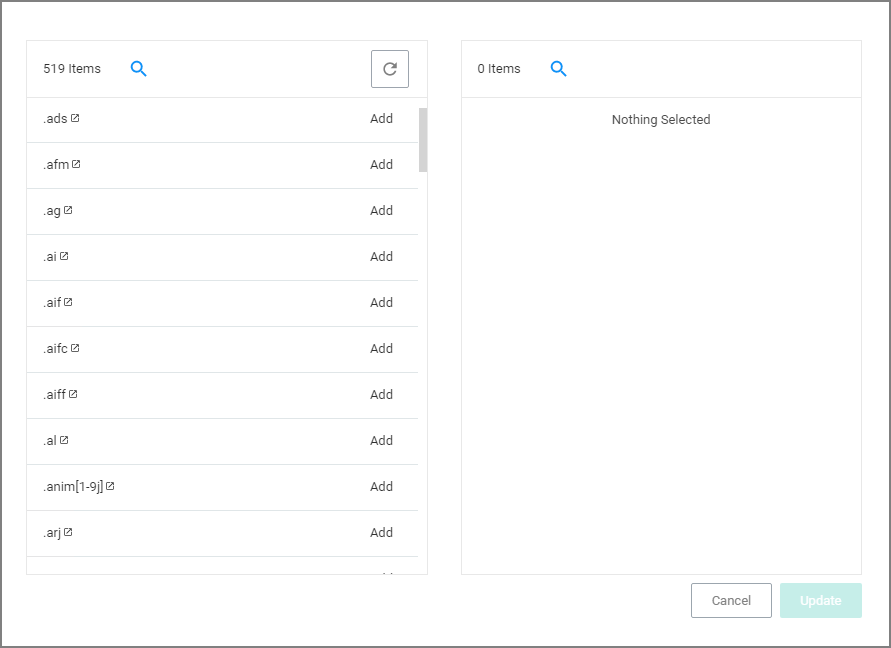 519 Items
0 Items
.ads Add
Nothing Selected
.afm Add
.ag Add
.ai Add
.aif Add
.aifc Add
.aiff Add
.al Add
.anim[1-9j] Add
.arj Add
Cancel Update